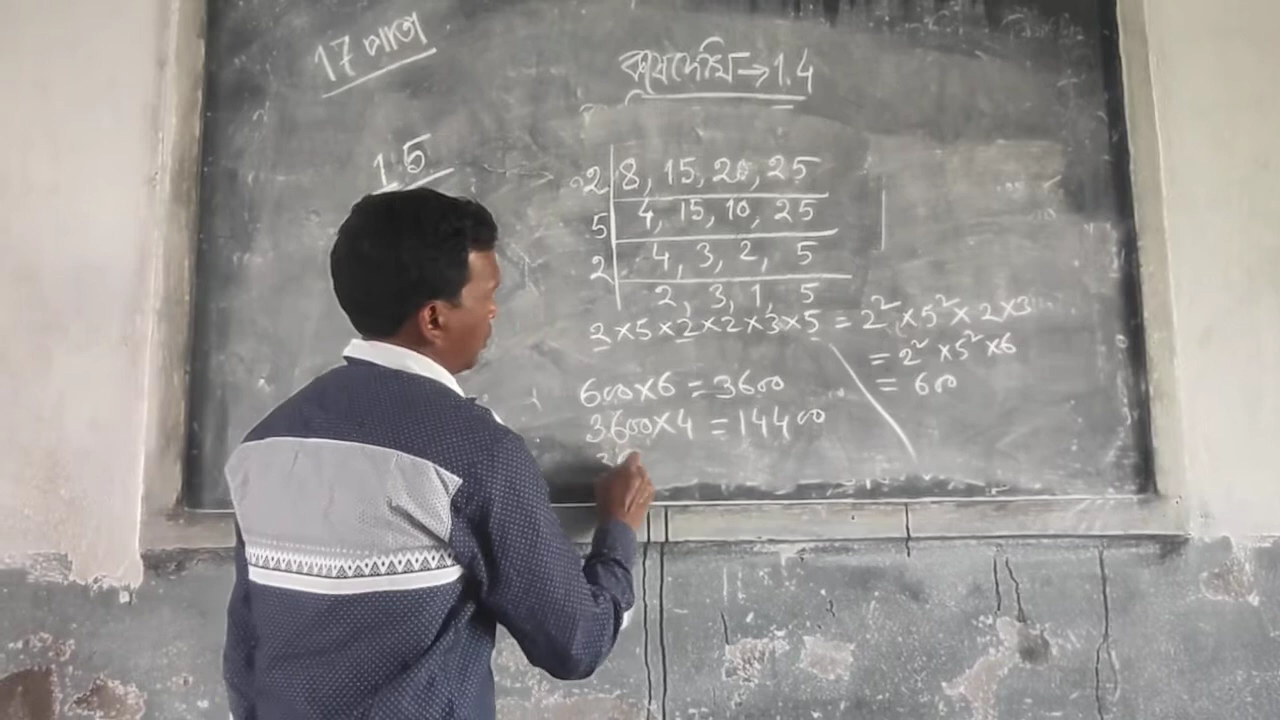 17 পাতা
কষে দেখি → 1.4
1.5
2 | 8, 15, 20, 25
5 | 4, 15, 10, 25
2 | 4, 3, 2, 5
2, 3, 1, 5
2×5×2×2×3×5 = 2²×5²×2×3
= 2²×5²×6
= 600
600×6 = 3600
3600×4 = 14400